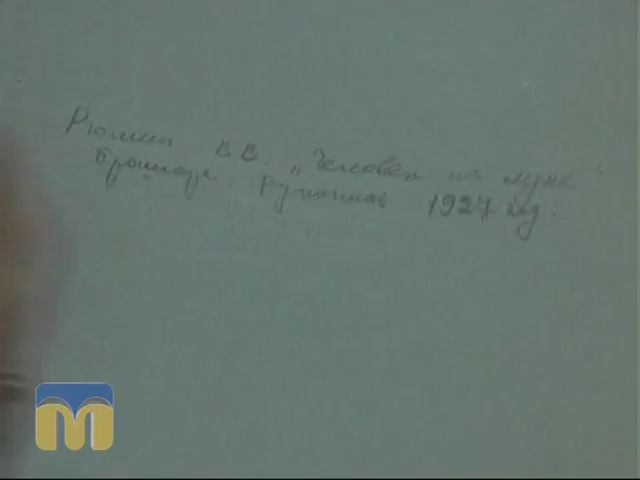 Рюмин В.В. „Человек на луне"
Брошюра. рукопись 1927 год.